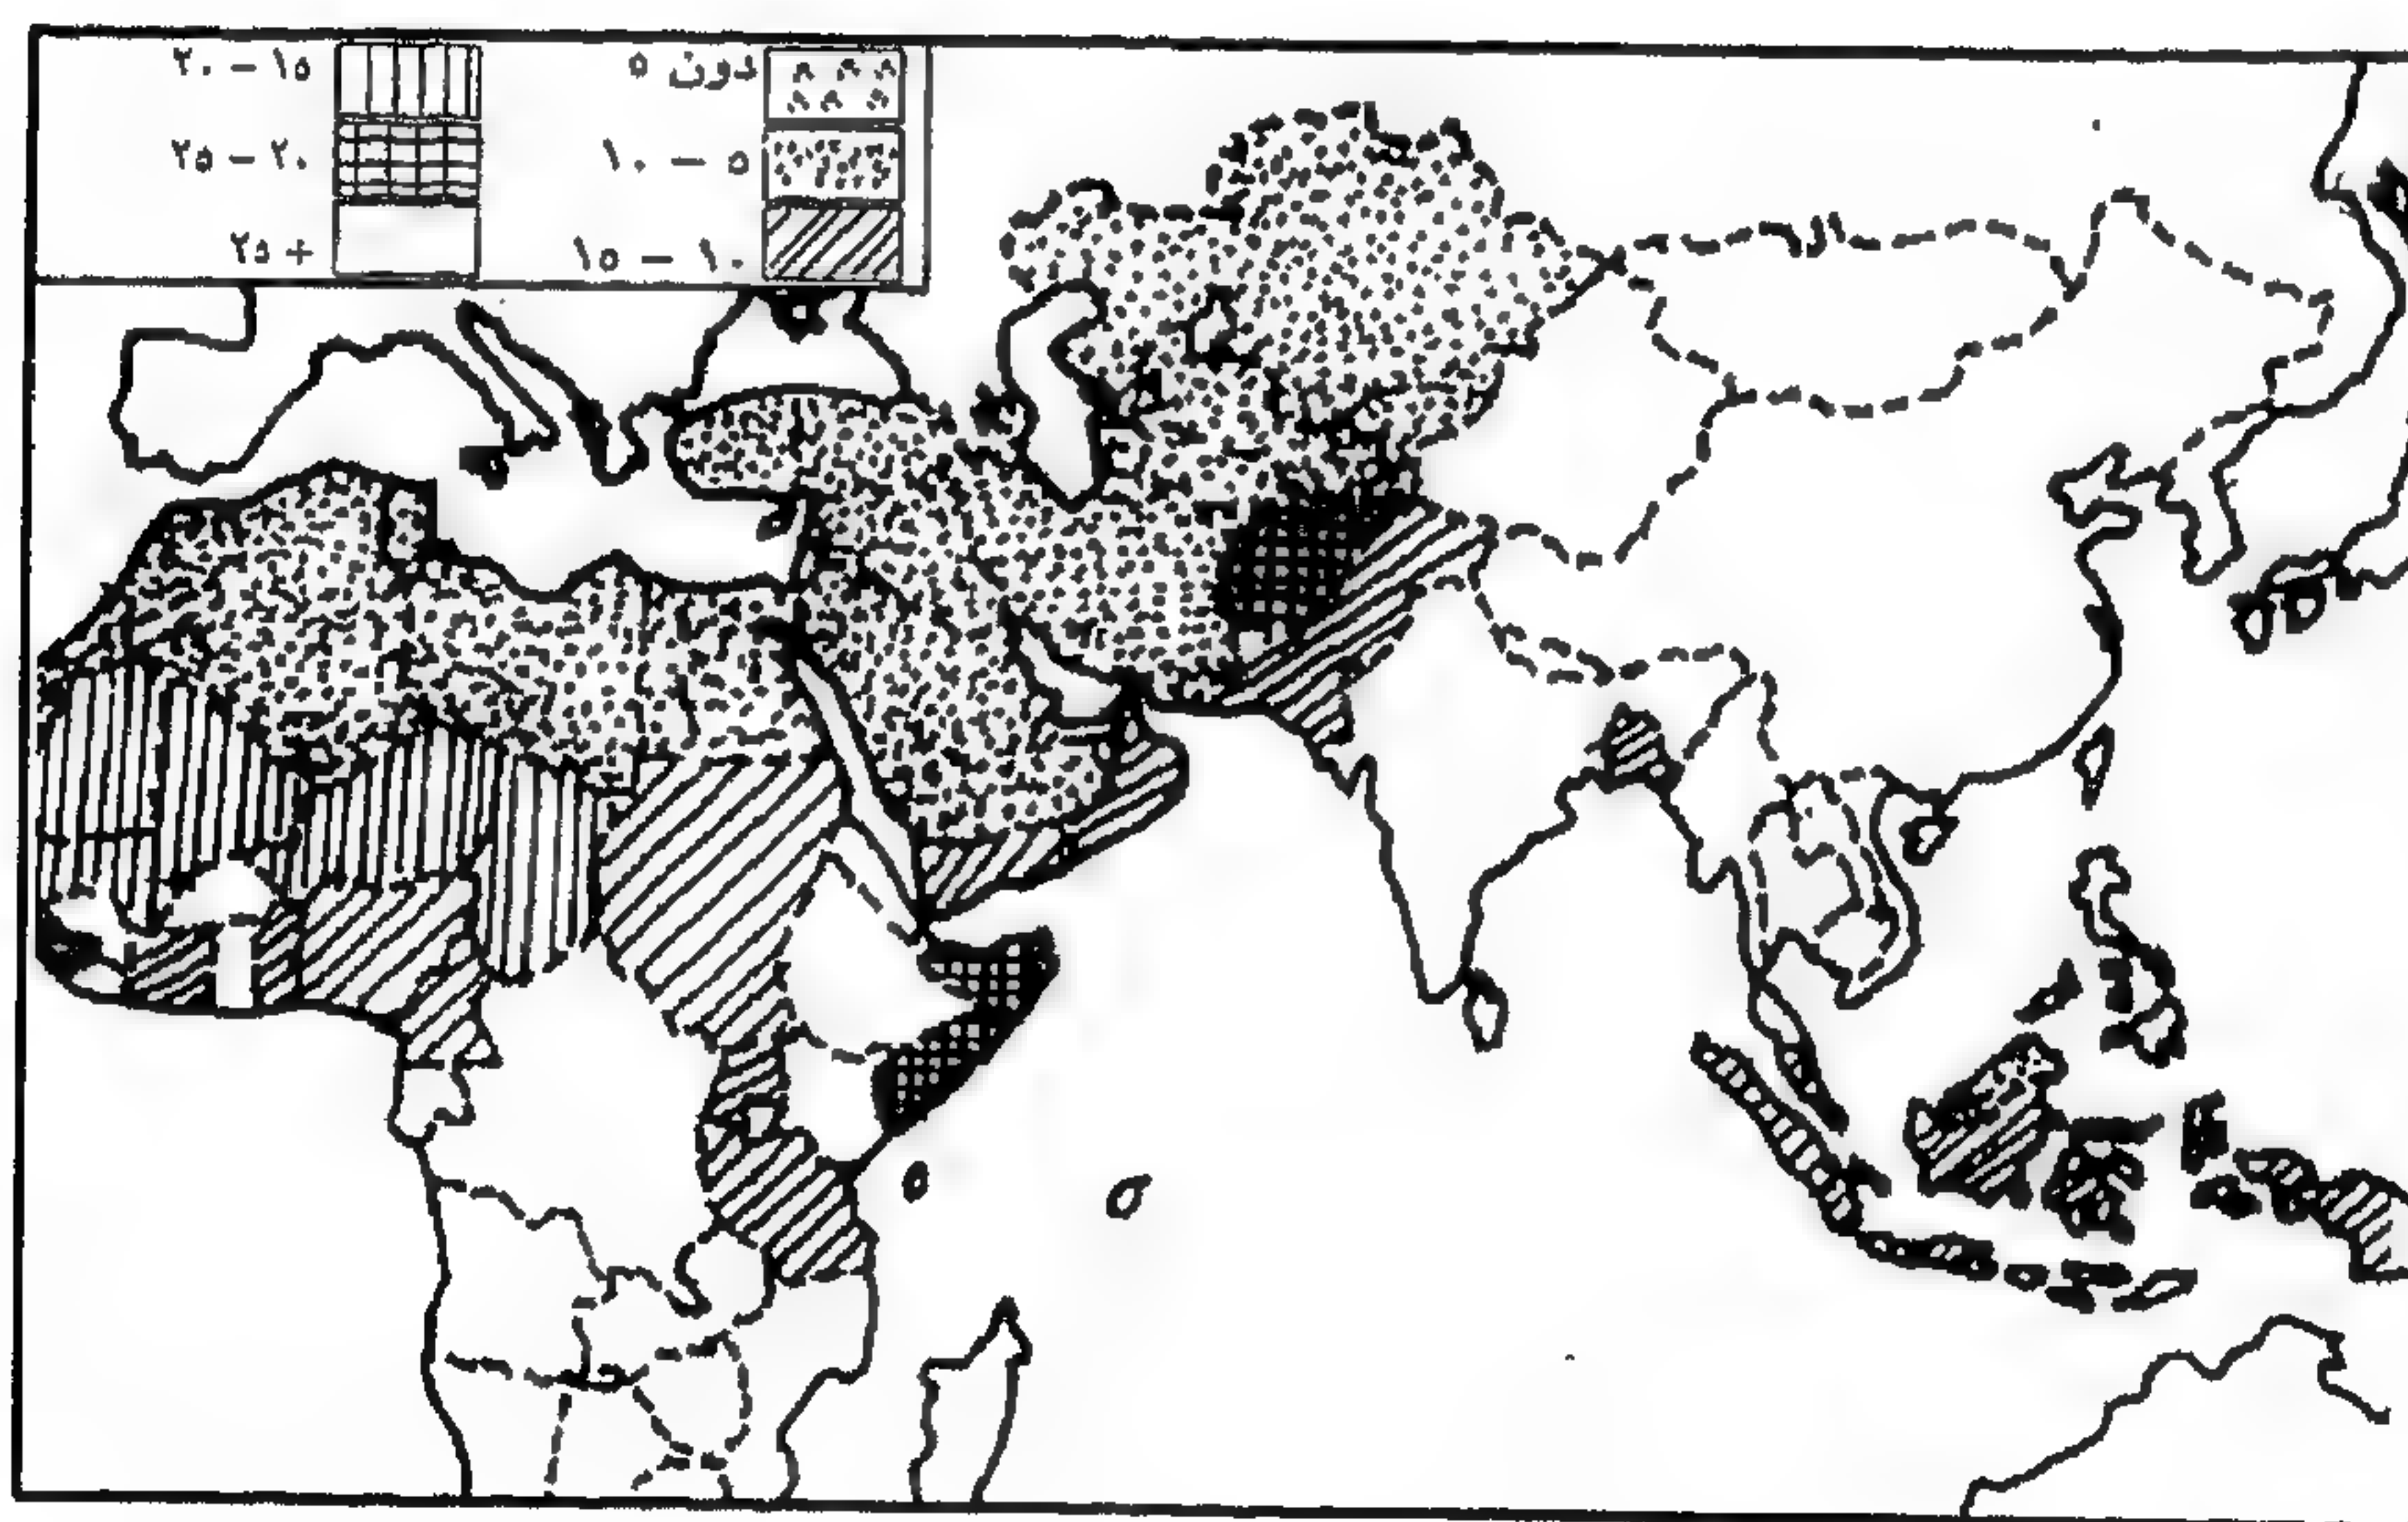 دون ٥
٥ – ١٠
١٠ – ١٥
١٥ – ٢٠
٢٠ – ٢٥
+ ٢٥